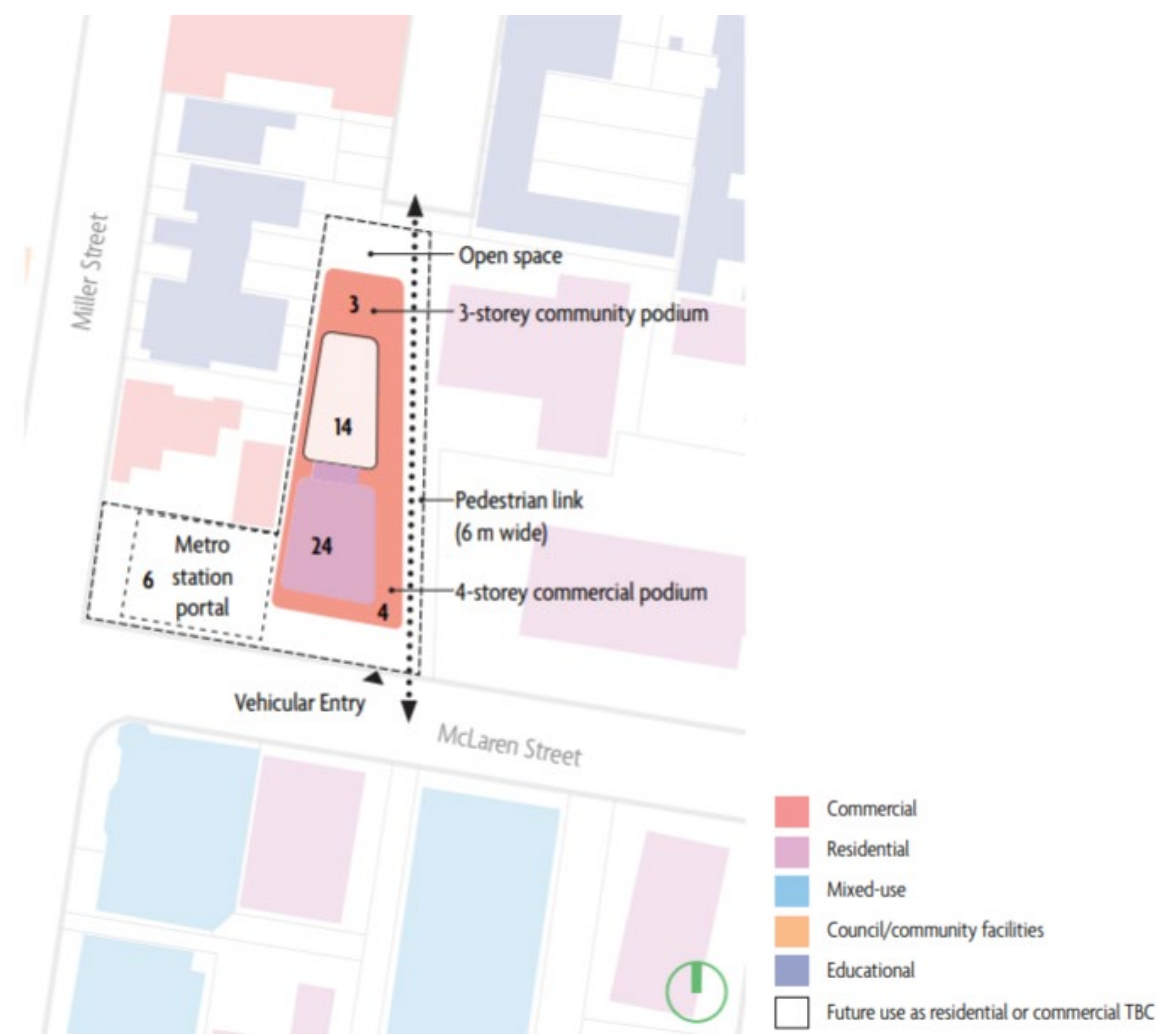 Miller Street
Open space
3
3-storey community podium
14
Pedestrian link
(6 m wide)
24
Metro
6 station
portal
4-storey commercial podium
4
Vehicular Entry
McLaren Street
Commercial
Residential
Mixed-use
Council/community facilities
Educational
Future use as residential or commercial TBC